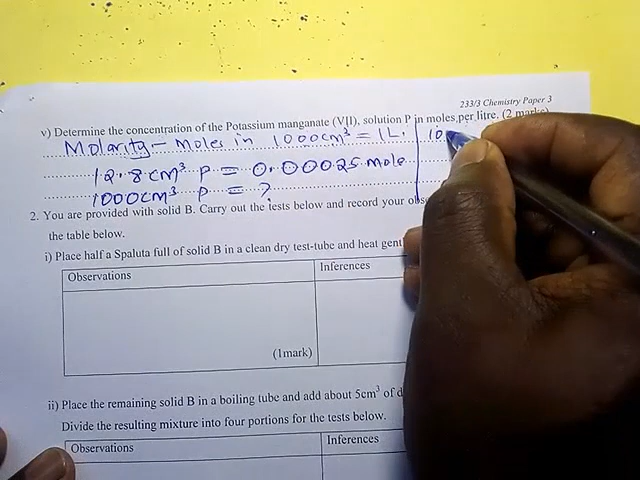 233/3 Chemistry Paper 3
v) Determine the concentration of the Potassium manganate (VII), solution P in moles per litre. (2 marks)
Molarity - Moles in 1000cm³ = 1L. 10
12.8cm³ P = 0.00025 mole
1000cm³ P = ?
2. You are provided with solid B. Carry out the tests below and record your
the table below.
i) Place half a Spaluta full of solid B in a clean dry test-tube and heat
Observations Inferences
(1mark)
ii) Place the remaining solid B in a boiling tube and add about 5cm³ of
Divide the resulting mixture into four portions for the tests below.
Observations Inferences